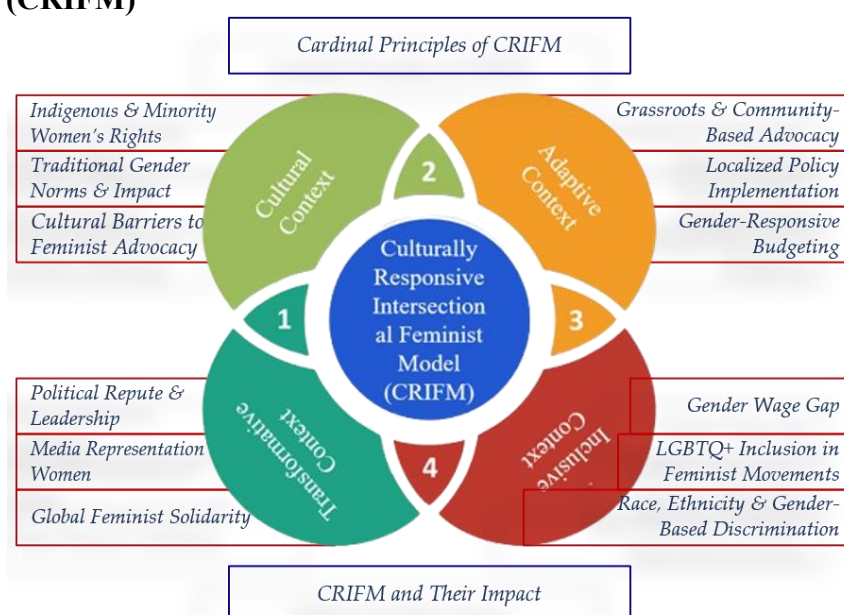 (CRIFM)
Cardinal Principles of CRIFM
Indigenous & Minority
Women's Rights
Traditional Gender
Norms & Impact
Cultural Barriers to
Feminist Advocacy
Cultural
Context
2
Adaptive
Context
Grassroots & Community-
Based Advocacy
Localized Policy
Implementation
Gender-Responsive
Budgeting
1
Culturally
Responsive
Intersection
al Feminist
Model
(CRIFM)
3
Political Repute &
Leadership
Media Representation
Women
Global Feminist Solidarity
Transformative
Context
4
Inclusive
Context
Gender Wage Gap
LGBTQ+ Inclusion in
Feminist Movements
Race, Ethnicity & Gender-
Based Discrimination
CRIFM and Their Impact